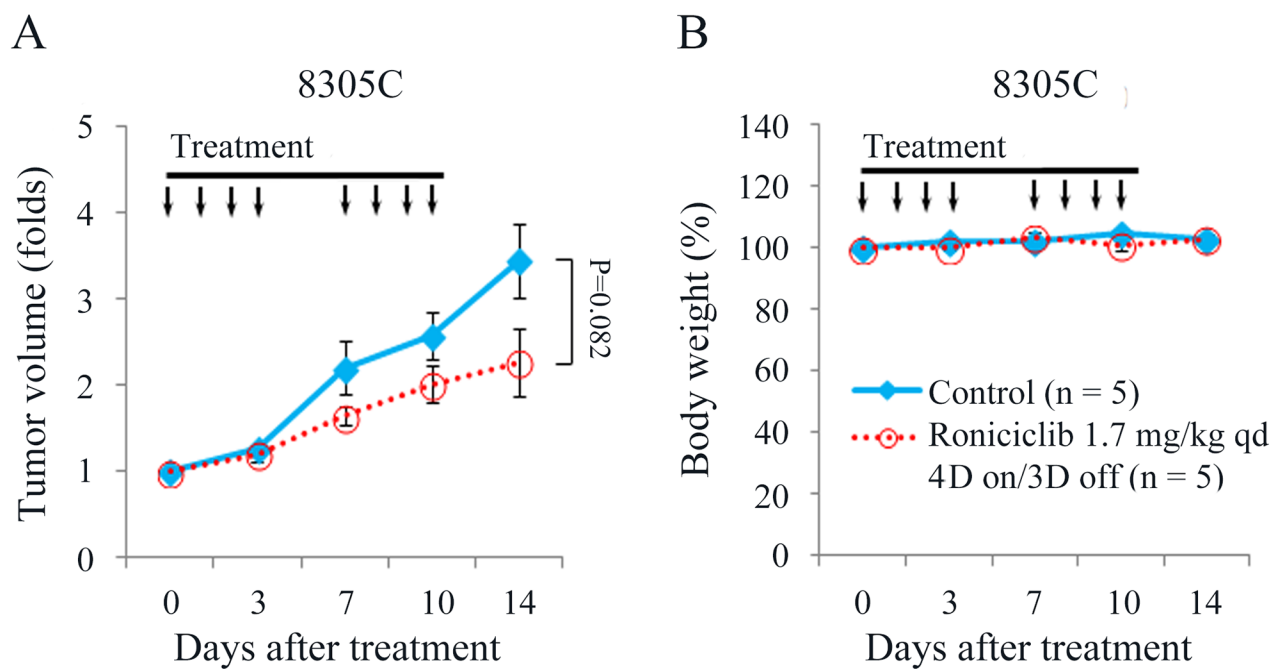 A
8305C
Treatment
5
4
3
2
1
0
Tumor volume (folds)
P=0.082
0 3 7 10 14
Days after treatment
B
8305C
Treatment
140
120
100
80
60
40
20
0
Body weight (%)
Control (n = 5)
Roniciclib 1.7 mg/kg qd
4D on/3D off (n = 5)
0 3 7 10 14
Days after treatment